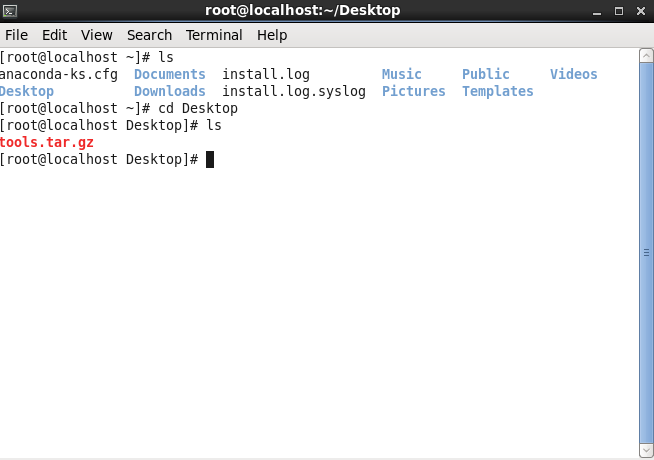 root@localhost:~/Desktop
File Edit View Search Terminal Help
[root@localhost ~]# ls
anaconda-ks.cfg  Documents  install.log         Music     Public     Videos
Desktop          Downloads  install.log.syslog  Pictures  Templates
[root@localhost ~]# cd Desktop
[root@localhost Desktop]# ls
tools.tar.gz
[root@localhost Desktop]#